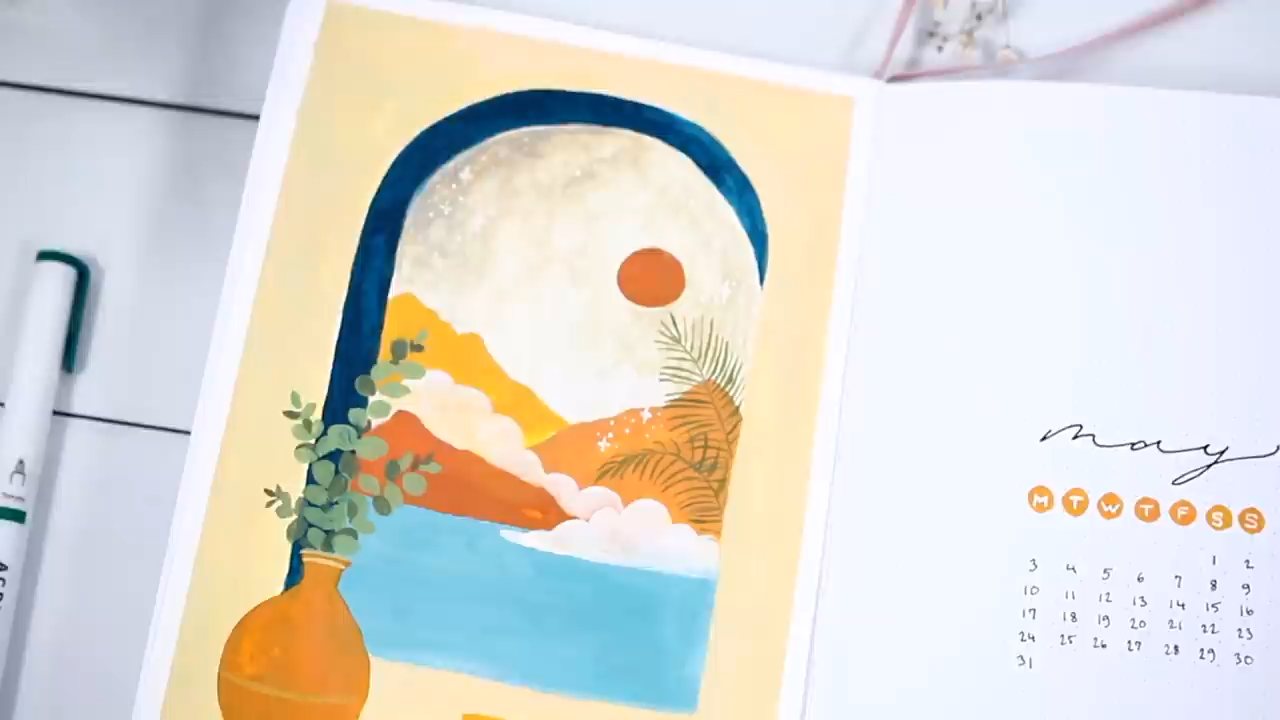 may
M T W T F S S
1 2
3 4 5 6 7 8 9
10 11 12 13 14 15 16
17 18 19 20 21 22 23
24 25 26 27 28 29 30
31
A